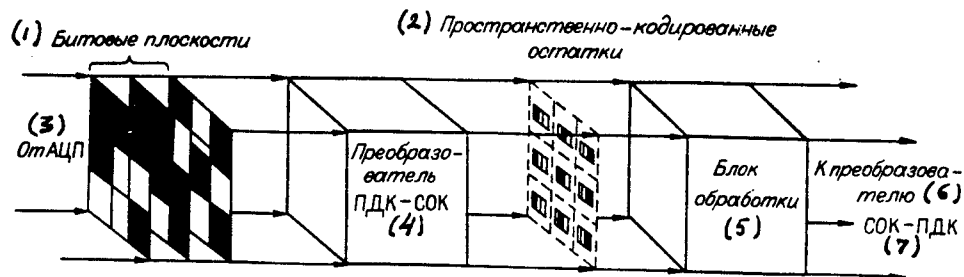 (1) Битовые плоскости
(2) Пространственно-кодированные
остатки
(3)
От АЦП
Преобразо-
ватель
ПДК-СОК
(4)
Блок
обработки
(5)
К преобразова-
телю (6)
СОК-ПДК
(7)